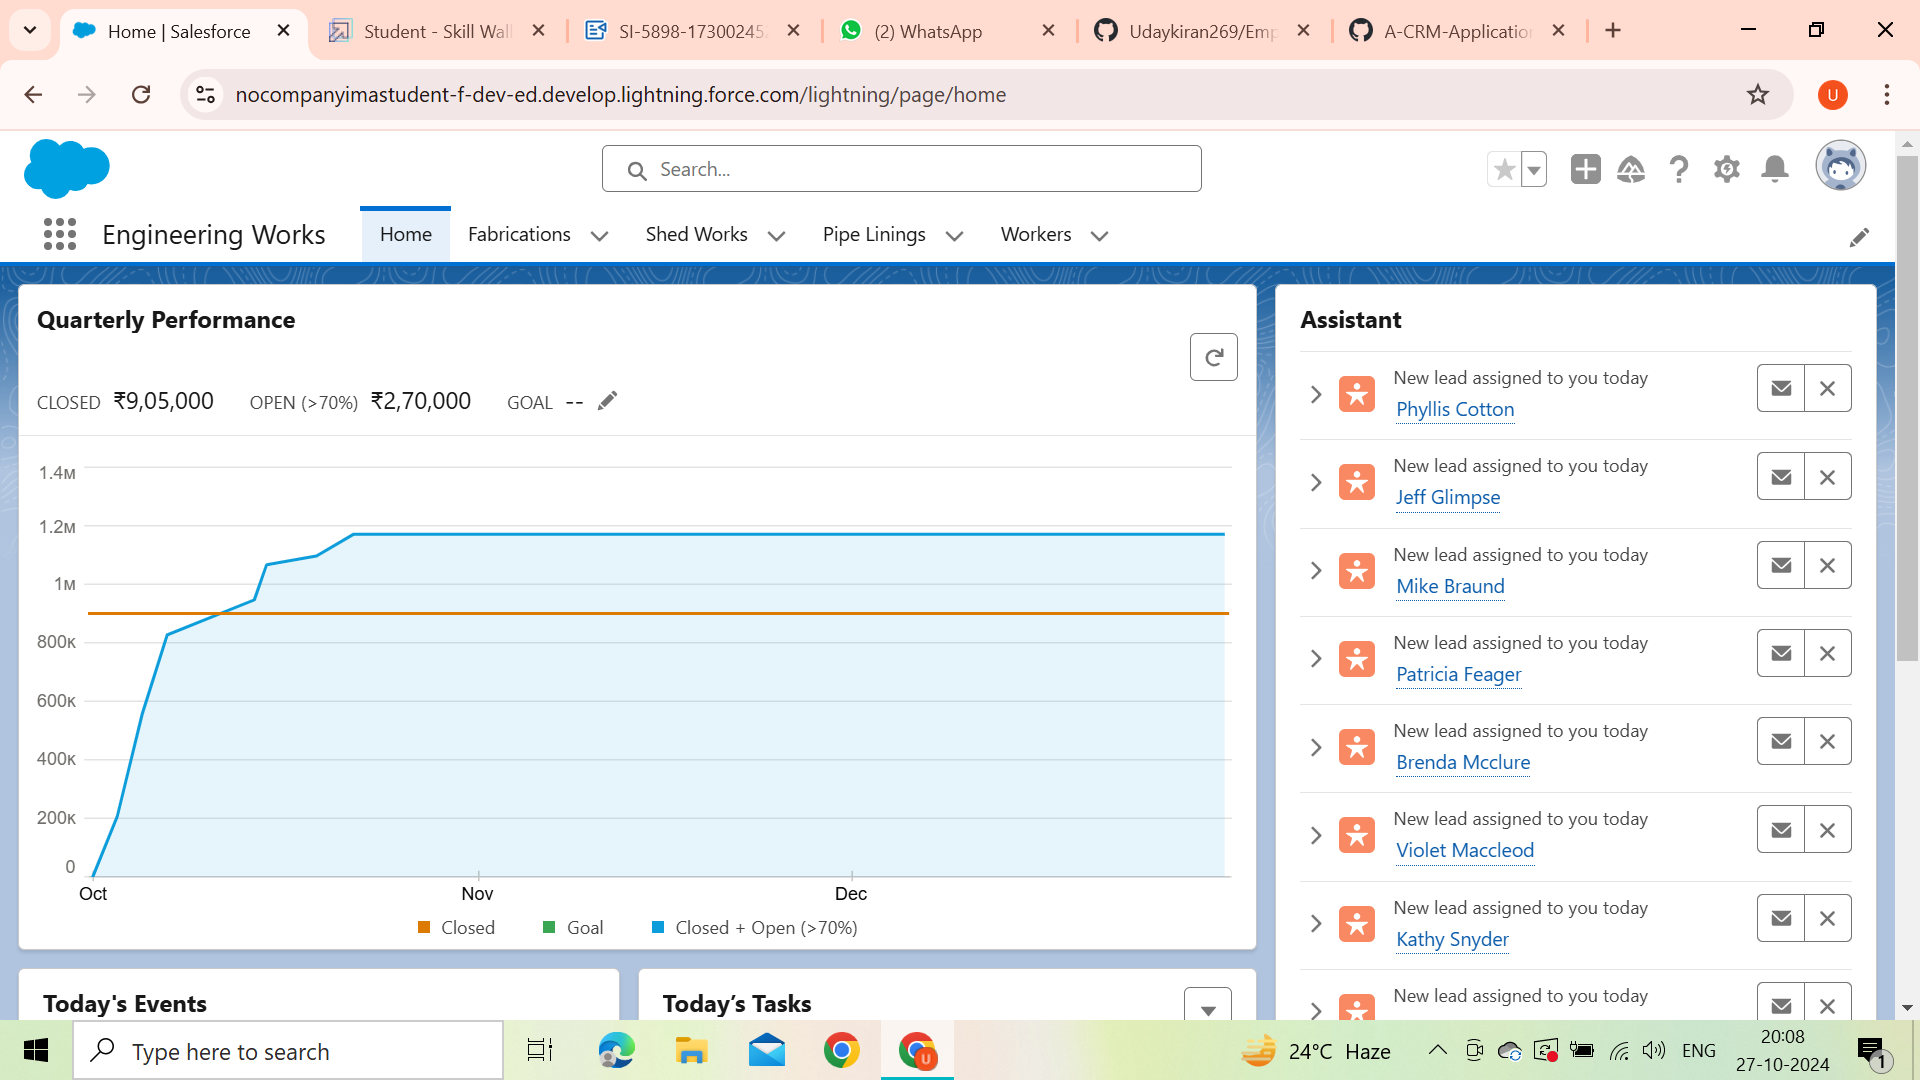 Home | Salesforce
Student - Skill Wall
SI-5898-17300245
(2) WhatsApp
Udaykiran269/Emp
A-CRM-Application
nocompanyimastudent-f-dev-ed.develop.lightning.force.com/lightning/page/home
U
Search...
Engineering Works
Home
Fabrications
Shed Works
Pipe Linings
Workers
Quarterly Performance
CLOSED ₹9,05,000 OPEN (>70%) ₹2,70,000 GOAL --
1.4M
1.2M
1M
800K
600K
400K
200K
0
Oct Nov Dec
Closed Goal Closed + Open (>70%)
Today's Events
Today’s Tasks
Assistant
New lead assigned to you today
Phyllis Cotton
New lead assigned to you today
Jeff Glimpse
New lead assigned to you today
Mike Braund
New lead assigned to you today
Patricia Feager
New lead assigned to you today
Brenda Mcclure
New lead assigned to you today
Violet Maccleod
New lead assigned to you today
Kathy Snyder
New lead assigned to you today
Type here to search
U
24°C Haze
ENG
20:08
27-10-2024
1